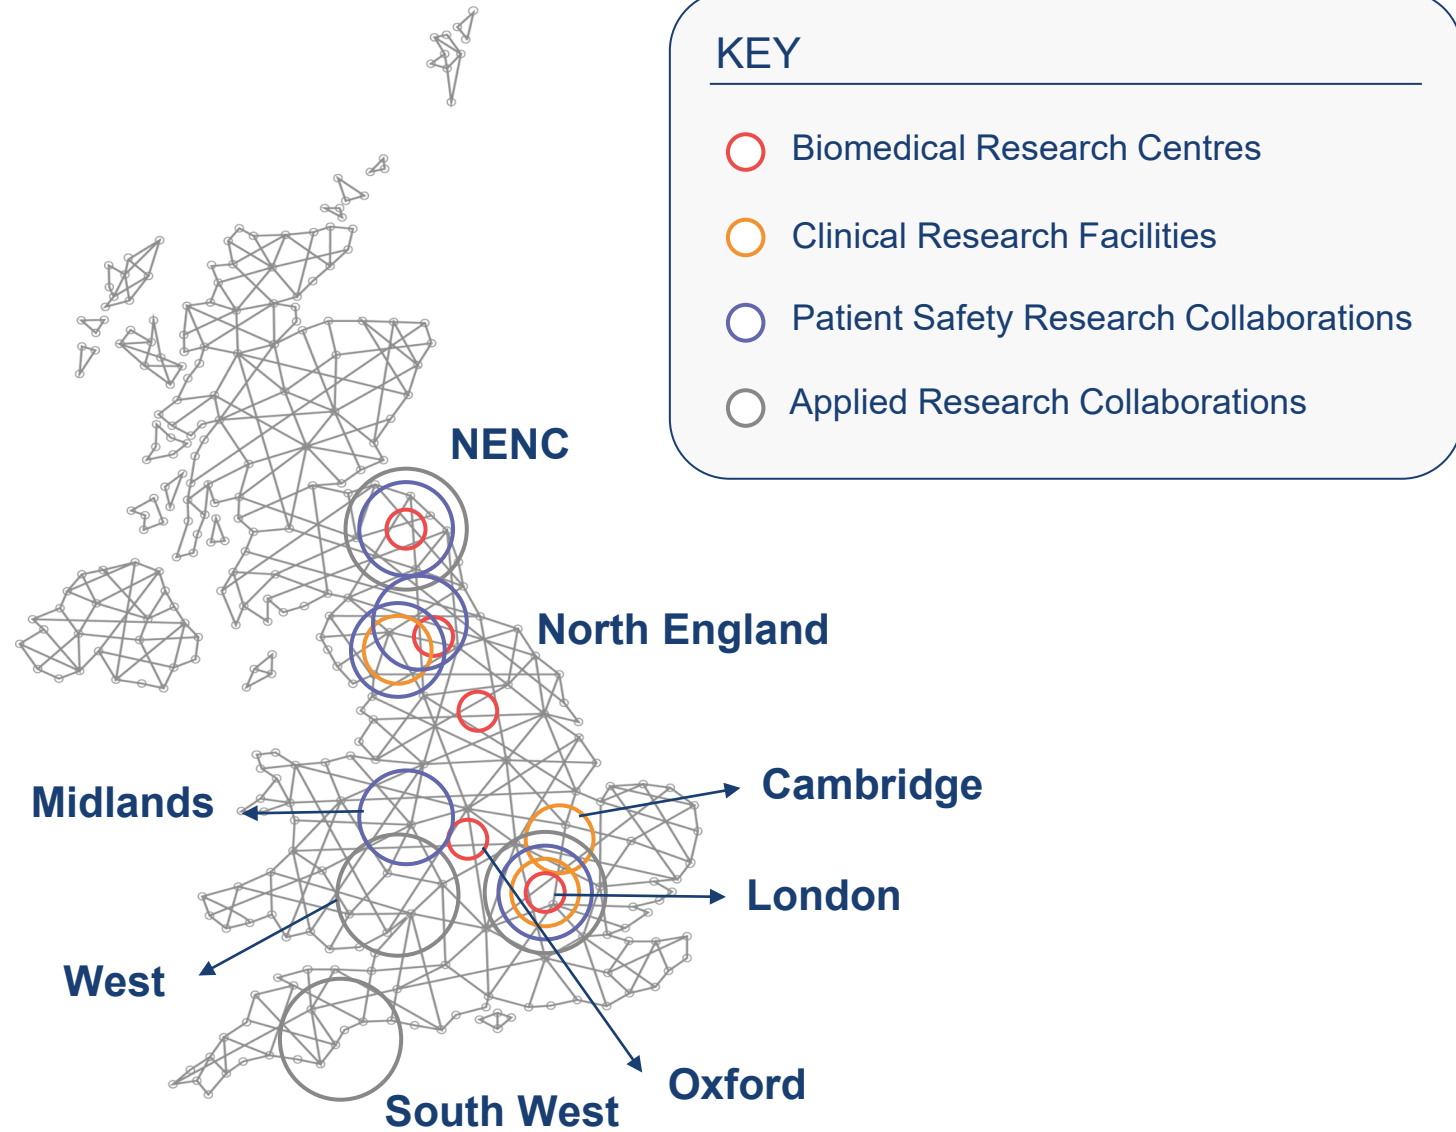 KEY
Biomedical Research Centres
Clinical Research Facilities
Patient Safety Research Collaborations
Applied Research Collaborations
NENC
North England
Midlands
Cambridge
London
West
Oxford
South West